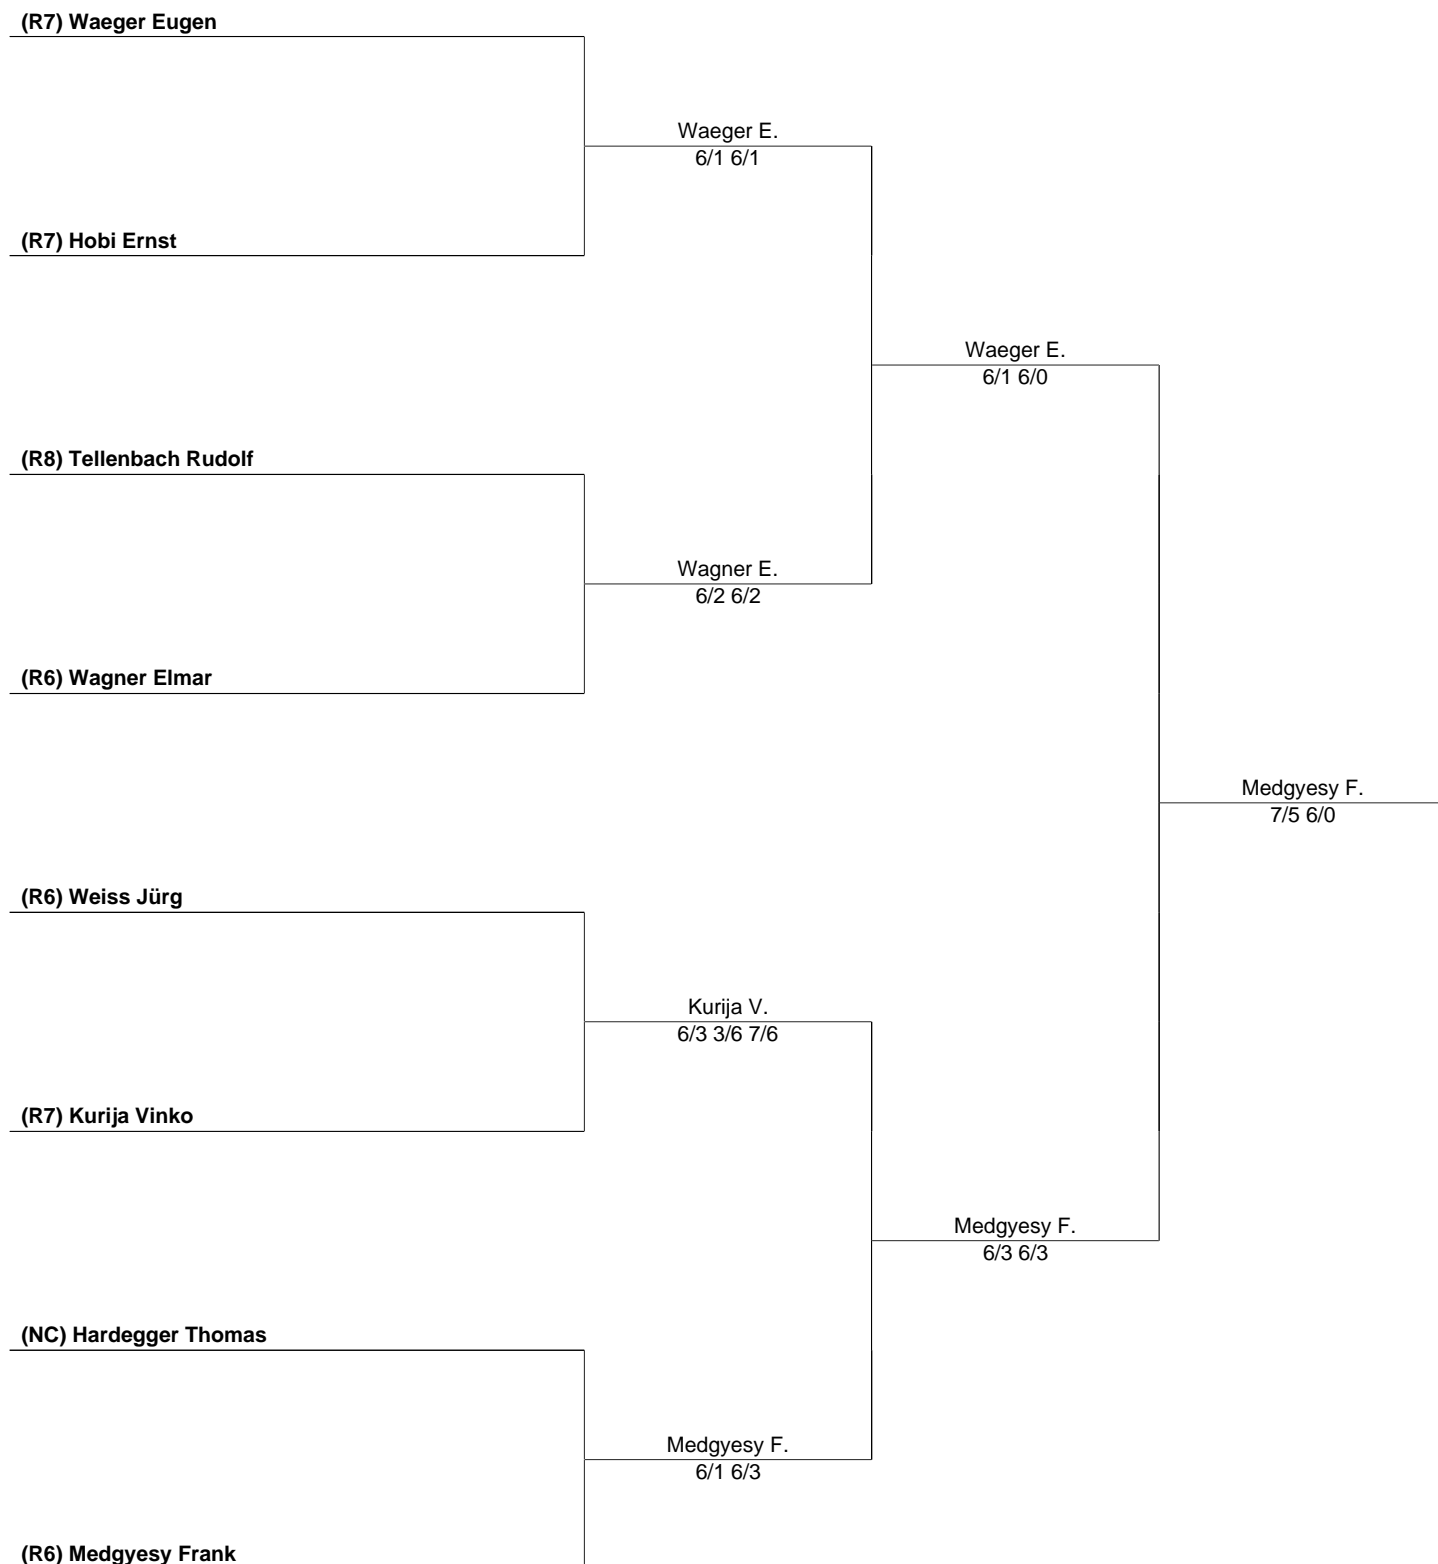 (R7) Waeger Eugen
Waeger E.
6/1 6/1
(R7) Hobi Ernst
Waeger E.
6/1 6/0
(R8) Tellenbach Rudolf
Wagner E.
6/2 6/2
(R6) Wagner Elmar
Medgyesy F.
7/5 6/0
(R6) Weiss Jürg
Kurija V.
6/3 3/6 7/6
(R7) Kurija Vinko
Medgyesy F.
6/3 6/3
(NC) Hardegger Thomas
Medgyesy F.
6/1 6/3
(R6) Medgyesy Frank